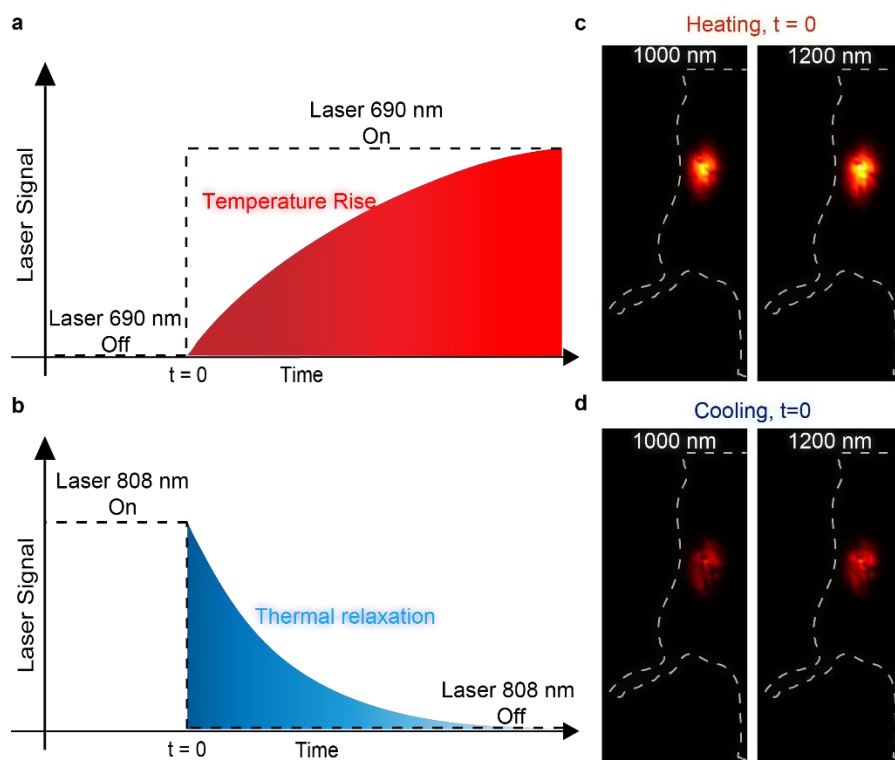 a
Laser 690 nm
On
Temperature Rise
Laser Signal
Laser 690 nm
Off
t = 0
Time
b
Laser 808 nm
On
Thermal relaxation
Laser Signal
Laser 808 nm
Off
t = 0
Time
c
Heating, t = 0
1000 nm
1200 nm
d
Cooling, t=0
1000 nm
1200 nm